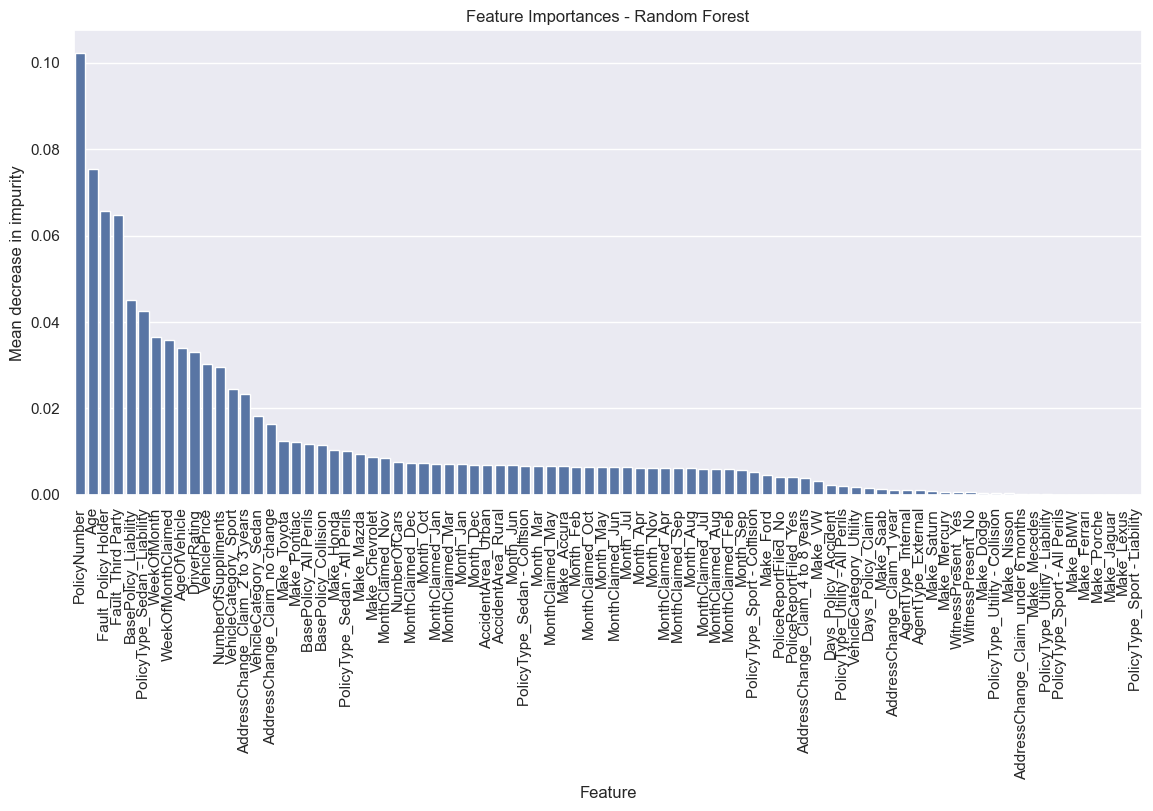 Feature Importances - Random Forest
Mean decrease in impurity
0.10
0.08
0.06
0.04
0.02
0.00
PolicyNumber
Age
Fault_Policy Holder
Fault_Third Party
BasePolicy_Liability
PolicyType_Sedan - Liability
WeekOfMonth
WeekOfMonthClaimed
AgeOfVehicle
DriverRating
VehiclePrice
NumberOfSuppliments
VehicleCategory_Sport
AddressChange_Claim_2 to 3 years
VehicleCategory_Sedan
AddressChange_Claim_no change
Make_Toyota
Make_Pontiac
BasePolicy_All Perils
BasePolicy_Collision
Make_Honda
PolicyType_Sedan - All Perils
Make_Mazda
Make_Chevrolet
MonthClaimed_Nov
NumberOfCars
MonthClaimed_Dec
Month_Oct
MonthClaimed_Jan
MonthClaimed_Mar
Month_Jan
Month_Dec
AccidentArea_Urban
AccidentArea_Rural
Month_Jun
PolicyType_Sedan - Collision
Month_Mar
MonthClaimed_May
Make_Accura
Month_Feb
MonthClaimed_Oct
Month_May
MonthClaimed_Jun
Month_Jul
Month_Apr
Month_Nov
MonthClaimed_Apr
MonthClaimed_Sep
Month_Aug
MonthClaimed_Jul
MonthClaimed_Aug
MonthClaimed_Feb
Month_Sep
PolicyType_Sport - Collision
Make_Ford
PoliceReportFiled_No
PoliceReportFiled_Yes
AddressChange_Claim_4 to 8 years
Make_VW
Days_Policy_Accident
PolicyType_Utility - All Perils
VehicleCategory_Utility
Days_Policy_Claim
Make_Saab
AddressChange_Claim_1 year
AgentType_Internal
AgentType_External
Make_Saturn
Make_Mercury
WitnessPresent_Yes
WitnessPresent_No
Make_Dodge
PolicyType_Utility - Collision
Make_Nisson
AddressChange_Claim_under 6 months
Make_Mecedes
PolicyType_Utility - Liability
PolicyType_Sport - All Perils
Make_BMW
Make_Ferrari
Make_Porche
Make_Jaguar
Make_Lexus
PolicyType_Sport - Liability
Feature